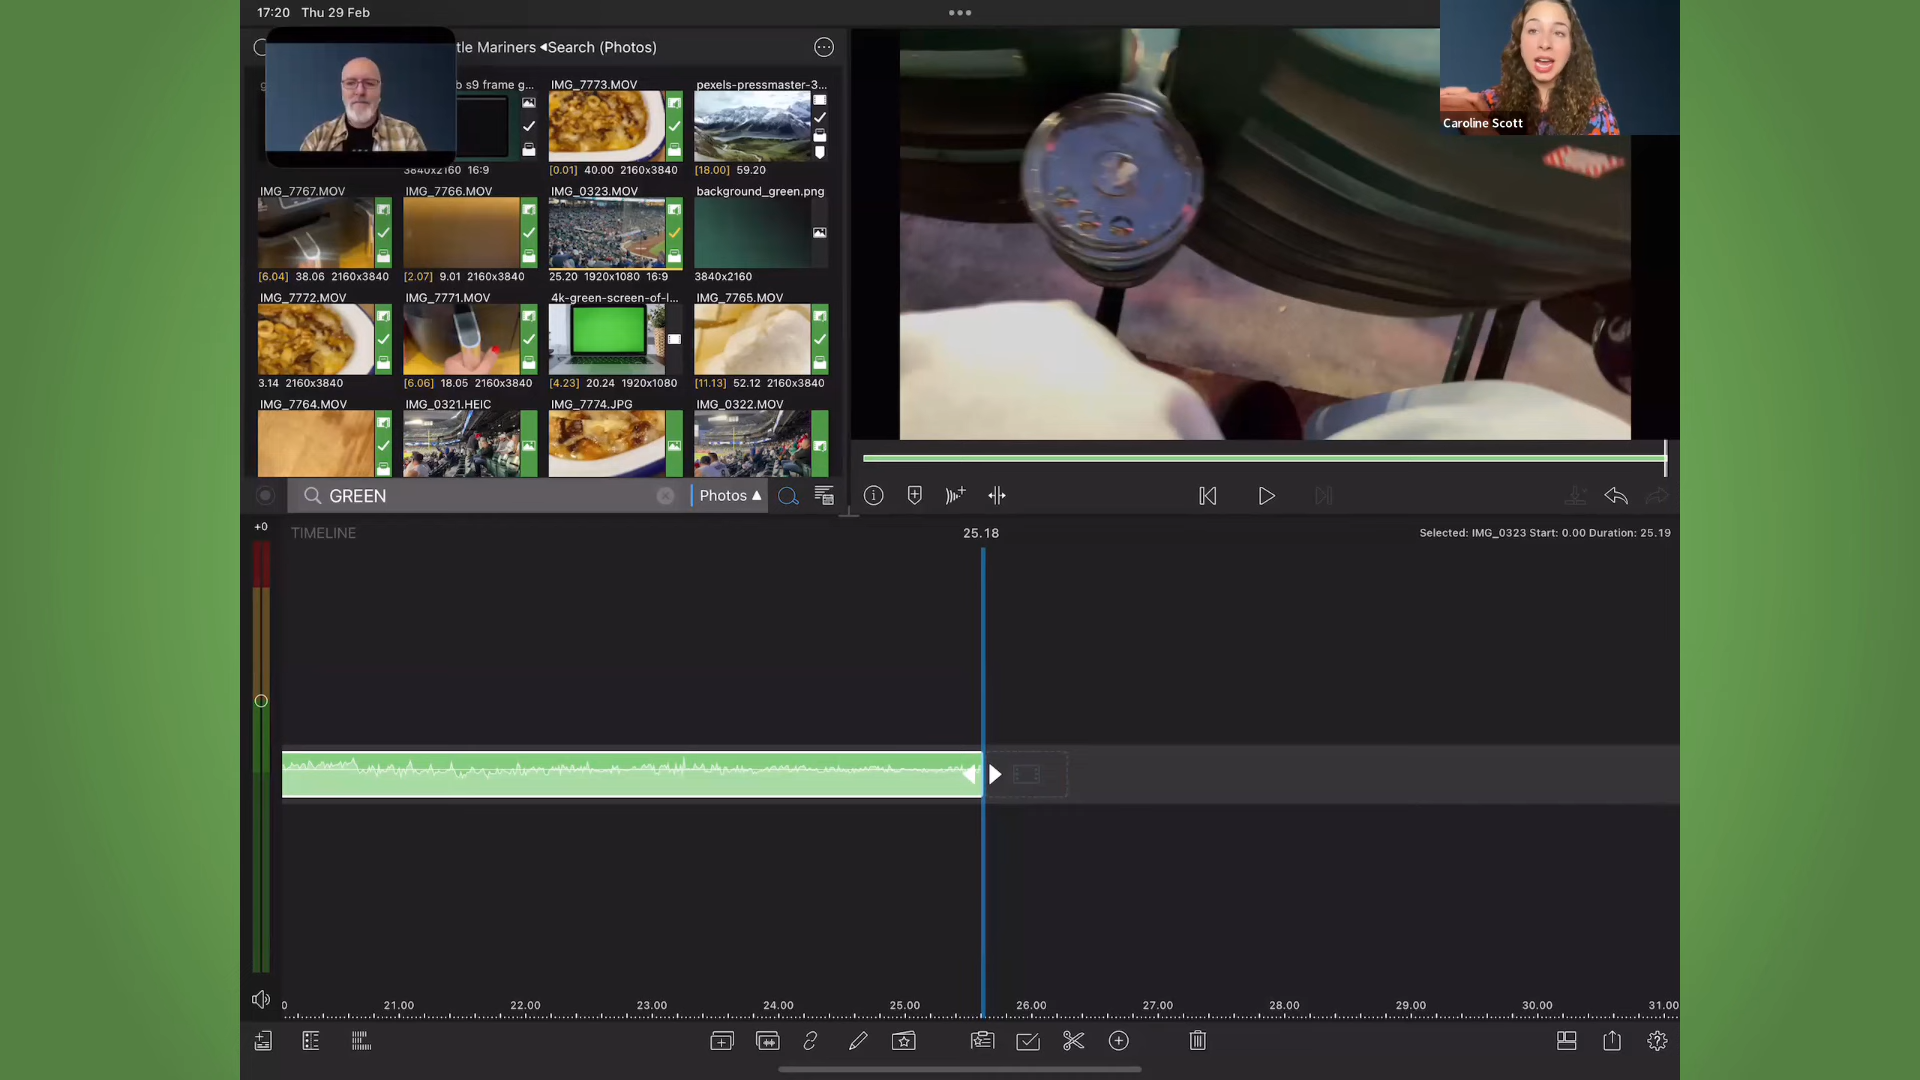 17:20 Thu 29 Feb
tle Mariners ◀Search (Photos)
b s9 frame g...
3840x2160 16:9
IMG_7773.MOV
[0.01] 40.00 2160x3840
pexels-pressmaster-3...
[18.00] 59.20
IMG_7767.MOV
[6.04] 38.06 2160x3840
IMG_7766.MOV
[2.07] 9.01 2160x3840
IMG_0323.MOV
25.20 1920x1080 16:9
background_green.png
3840x2160
IMG_7772.MOV
3.14 2160x3840
IMG_7771.MOV
[6.06] 18.05 2160x3840
4k-green-screen-of-l...
[4.23] 20.24 1920x1080
IMG_7765.MOV
[11.13] 52.12 2160x3840
IMG_7764.MOV
IMG_0321.HEIC
IMG_7774.JPG
IMG_0322.MOV
GREEN
Photos ▲
Caroline Scott
+0
TIMELINE
25.18
Selected: IMG_0323 Start: 0.00 Duration: 25.19
0 21.00 22.00 23.00 24.00 25.00 26.00 27.00 28.00 29.00 30.00 31.00